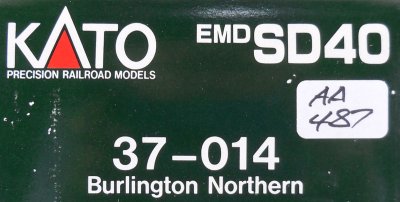 KATO
PRECISION RAILROAD MODELS
EMD SD40
AA
487
37-014
Burlington Northern